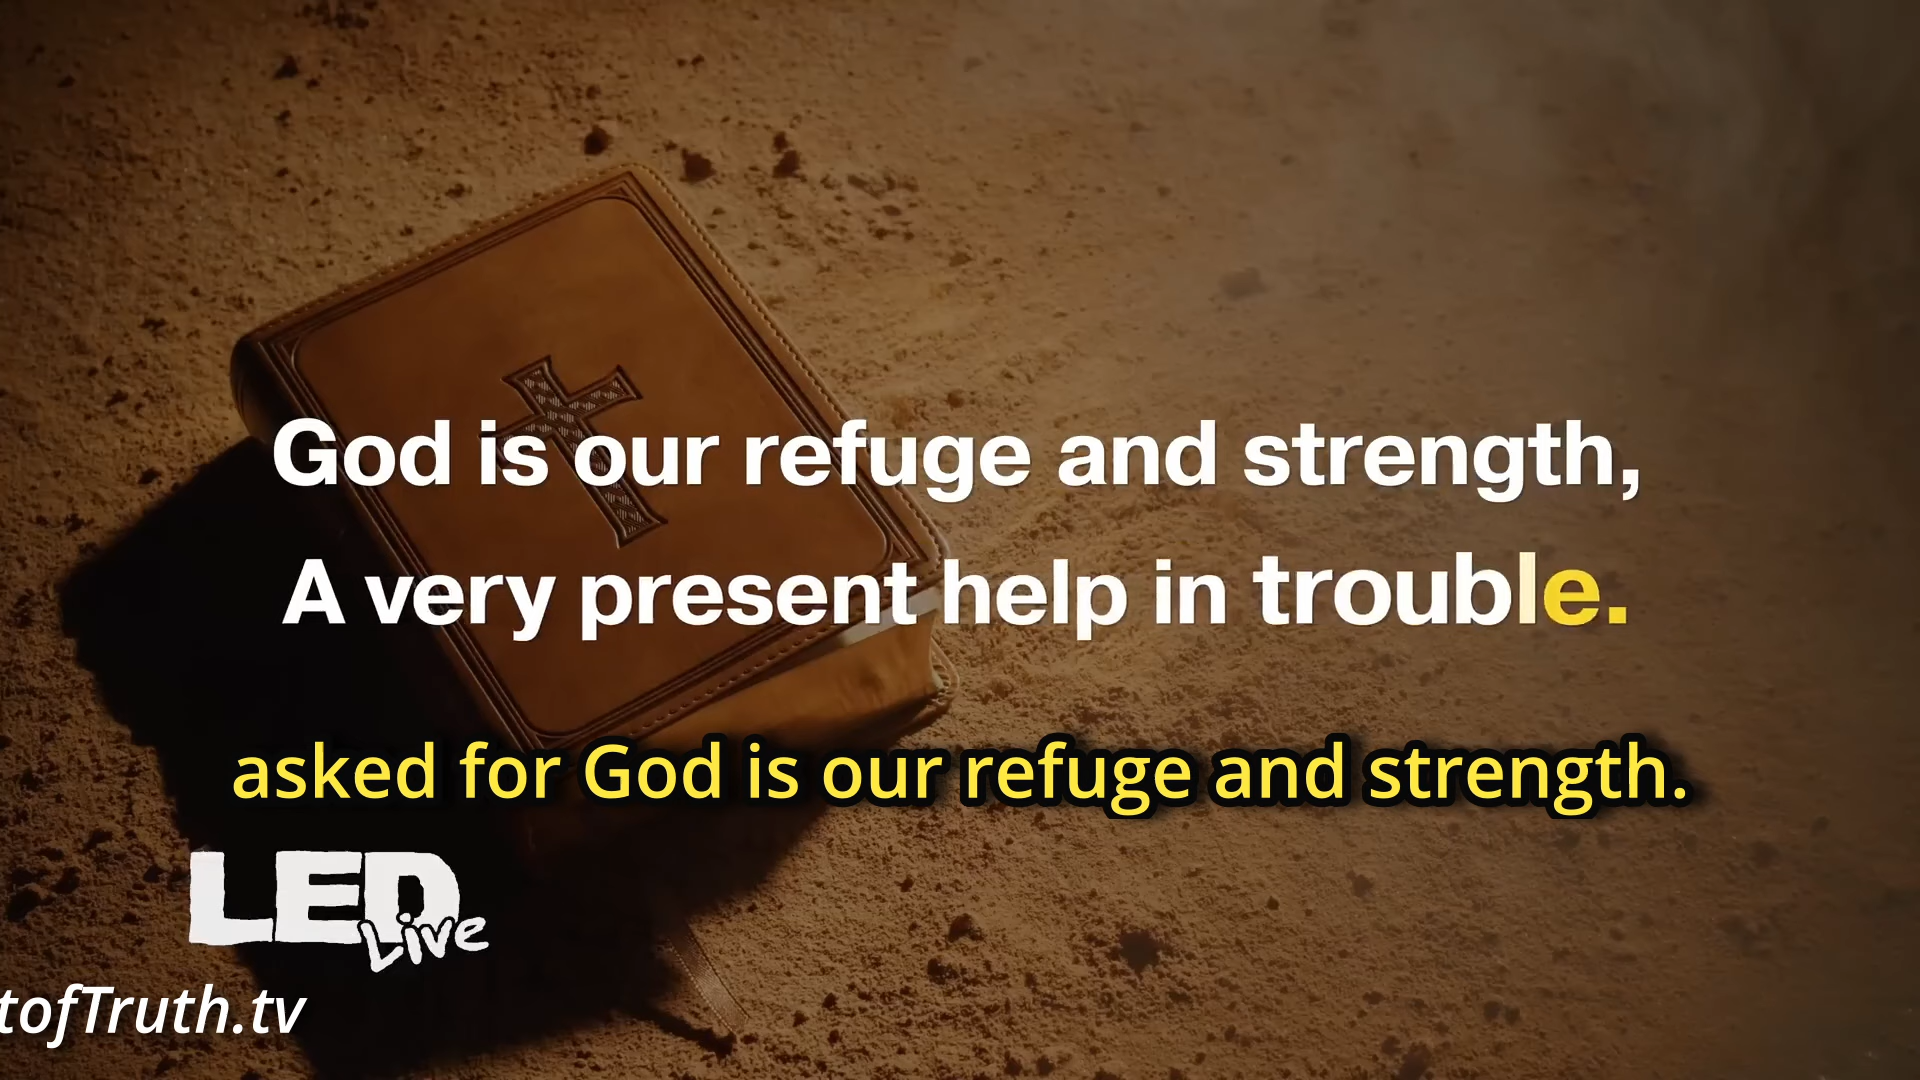 God is our refuge and strength,
A very present help in trouble.
asked for God is our refuge and strength.
LED
Live
tofTruth.tv